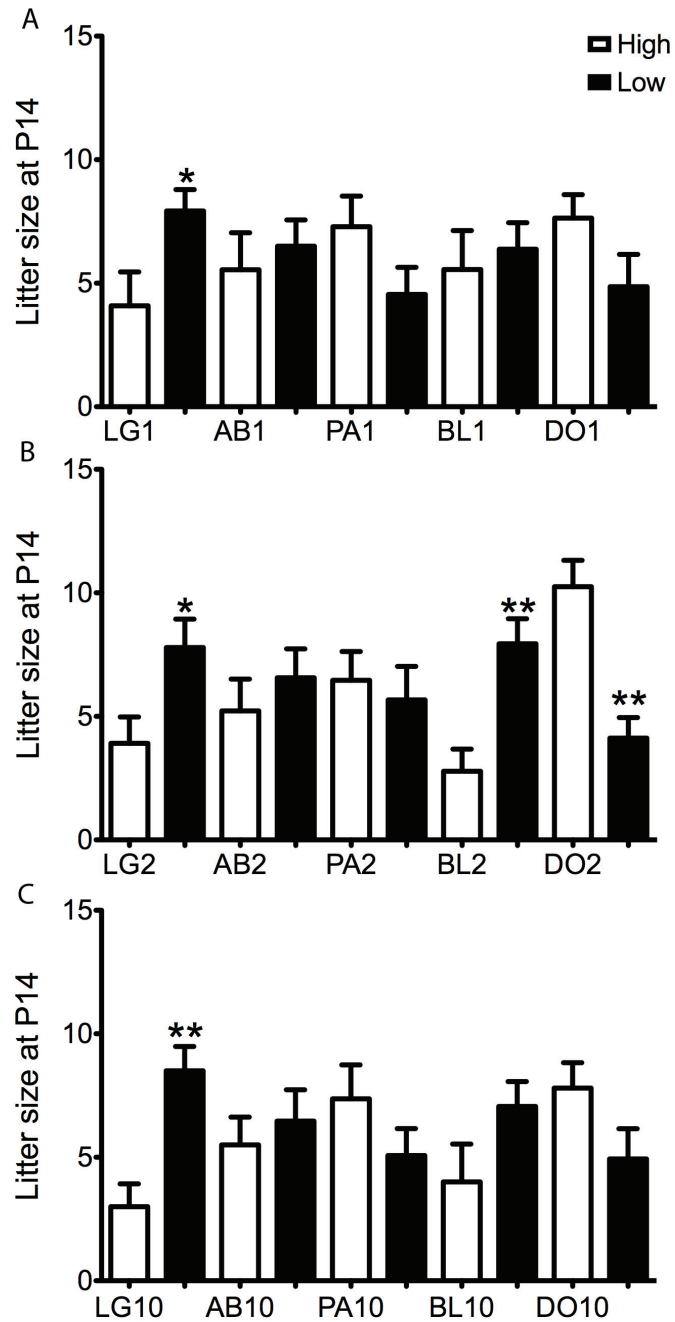 A
15
High
Low
10
*
Litter size at P14
5
0
LG1 AB1 PA1 BL1 DO1
B
15
10
* ** **
Litter size at P14
5
0
LG2 AB2 PA2 BL2 DO2
C
15
10
**
Litter size at P14
5
0
LG10 AB10 PA10 BL10 DO10